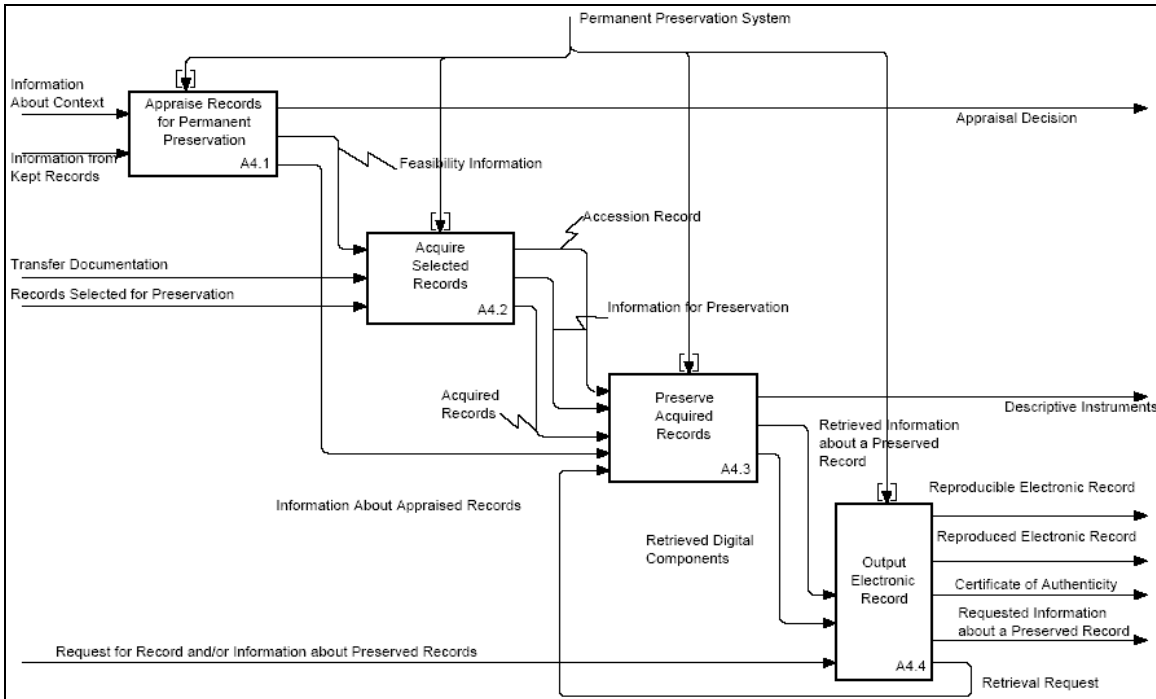 Permanent Preservation System
Information
About Context
Appraise Records
for Permanent
Preservation
A4.1
Appraisal Decision
Information from
Kept Records
Feasibility Information
Accession Record
Acquire
Selected
Records
A4.2
Transfer Documentation
Records Selected for Preservation
Information for Preservation
Acquired
Records
Preserve
Acquired
Records
A4.3
Descriptive Instruments
Retrieved Information
about a Preserved
Record
Information About Appraised Records
Retrieved Digital
Components
Reproducible Electronic Record
Reproduced Electronic Record
Output
Electronic
Record
A4.4
Certificate of Authenticity
Requested Information
about a Preserved Record
Request for Record and/or Information about Preserved Records
Retrieval Request